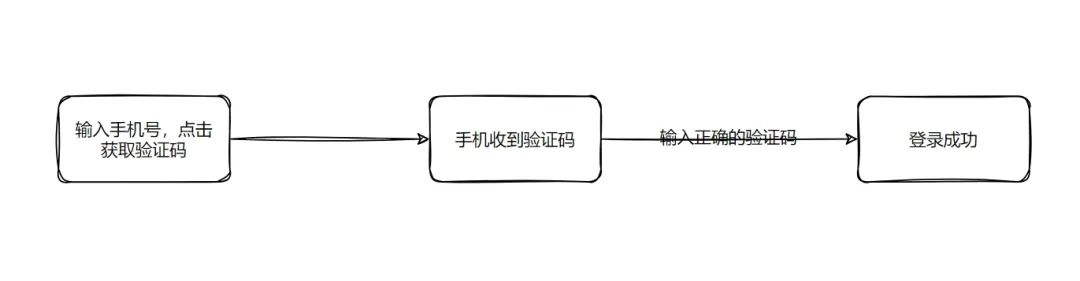 输入手机号，点击
获取验证码
手机收到验证码
输入正确的验证码
登录成功